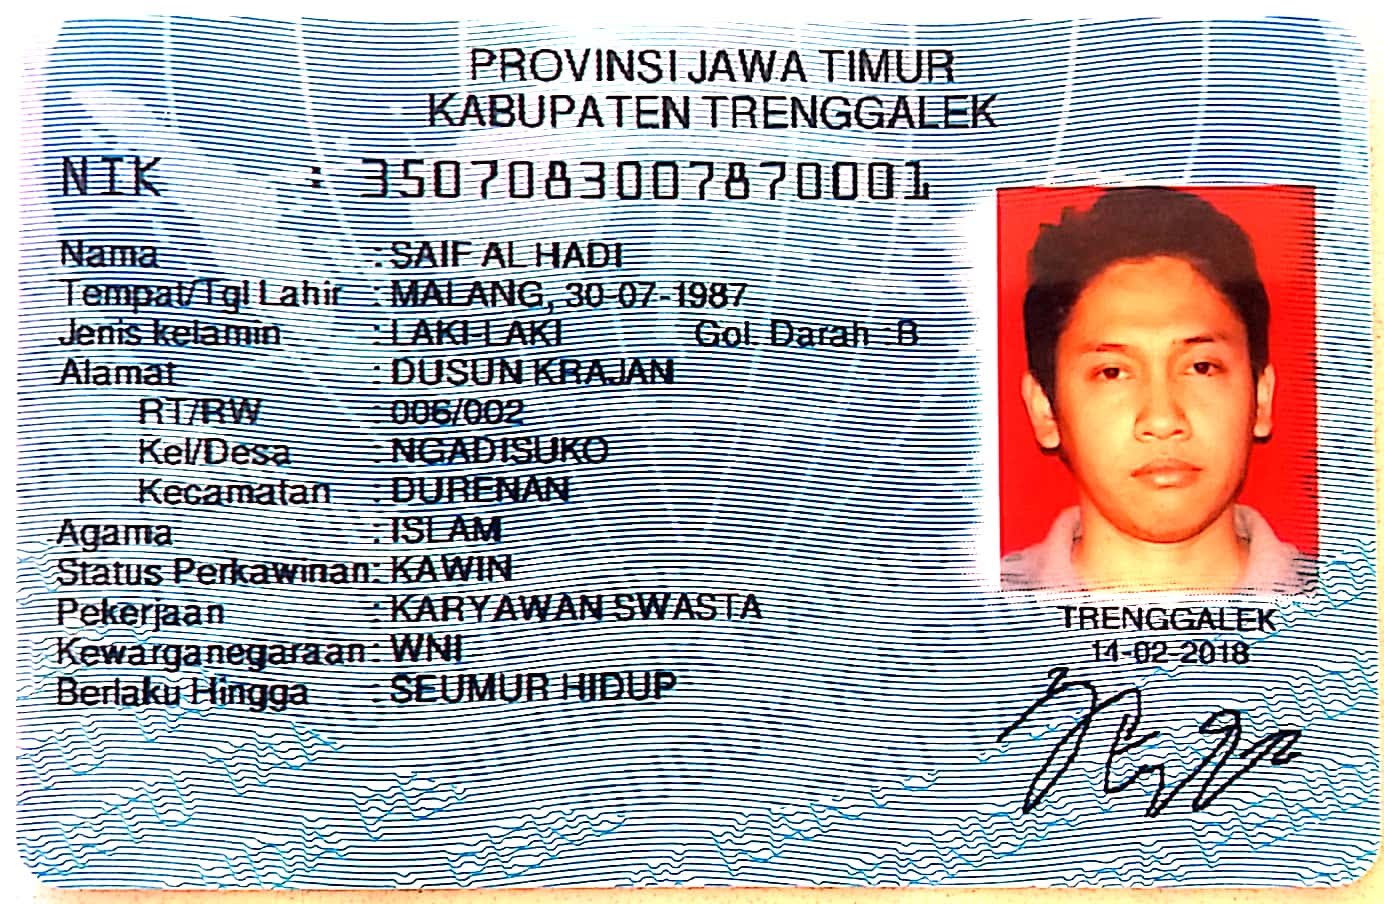 PROVINSI JAWA TIMUR
KABUPATEN TRENGGALEK
NIK : 3507083007870001
Nama : SAIF AL HADI
Tempat/Tgl Lahir : MALANG, 30-07-1987
Jenis kelamin : LAKI-LAKI Gol. Darah :B
Alamat : DUSUN KRAJAN
RT/RW : 006/002
Kel/Desa : NGADISUKO
Kecamatan : DURENAN
Agama : ISLAM
Status Perkawinan: KAWIN
Pekerjaan : KARYAWAN SWASTA
Kewarganegaraan: WNI
Berlaku Hingga : SEUMUR HIDUP
TRENGGALEK
14-02-2018